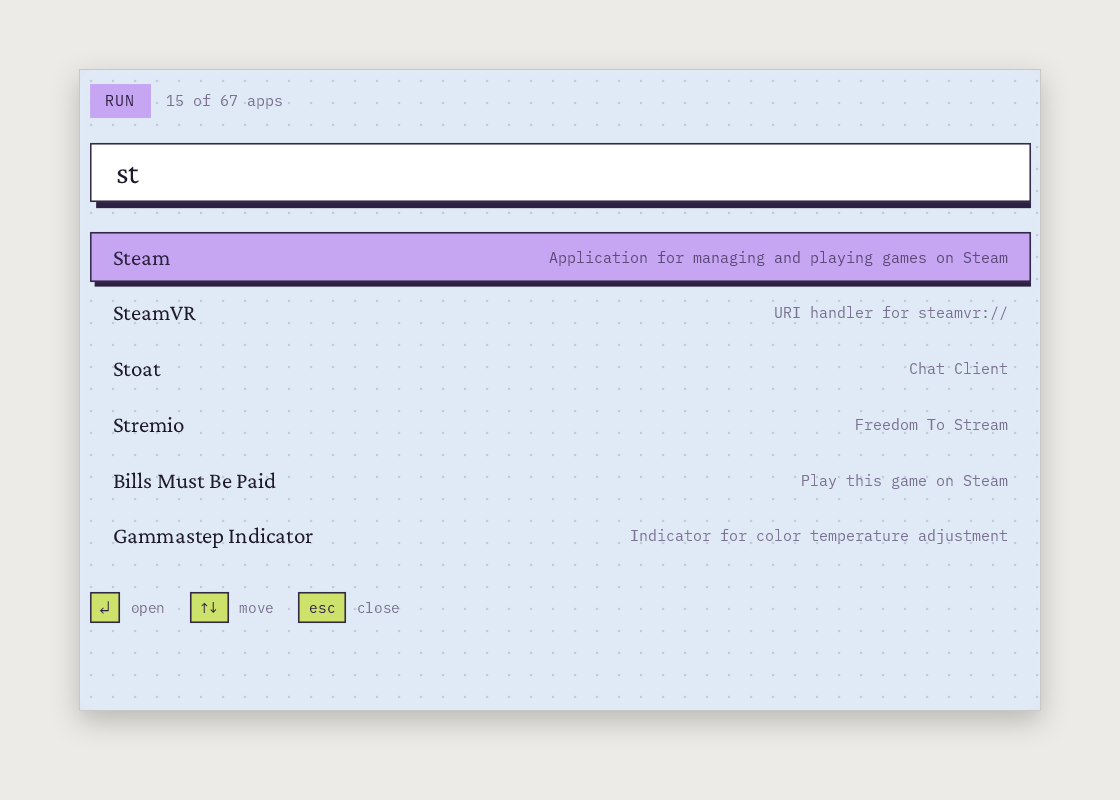 RUN 15 of 67 apps
st
Steam Application for managing and playing games on Steam
SteamVR URI handler for steamvr://
Stoat Chat Client
Stremio Freedom To Stream
Bills Must Be Paid Play this game on Steam
Gammastep Indicator Indicator for color temperature adjustment
↲ open ↑↓ move esc close